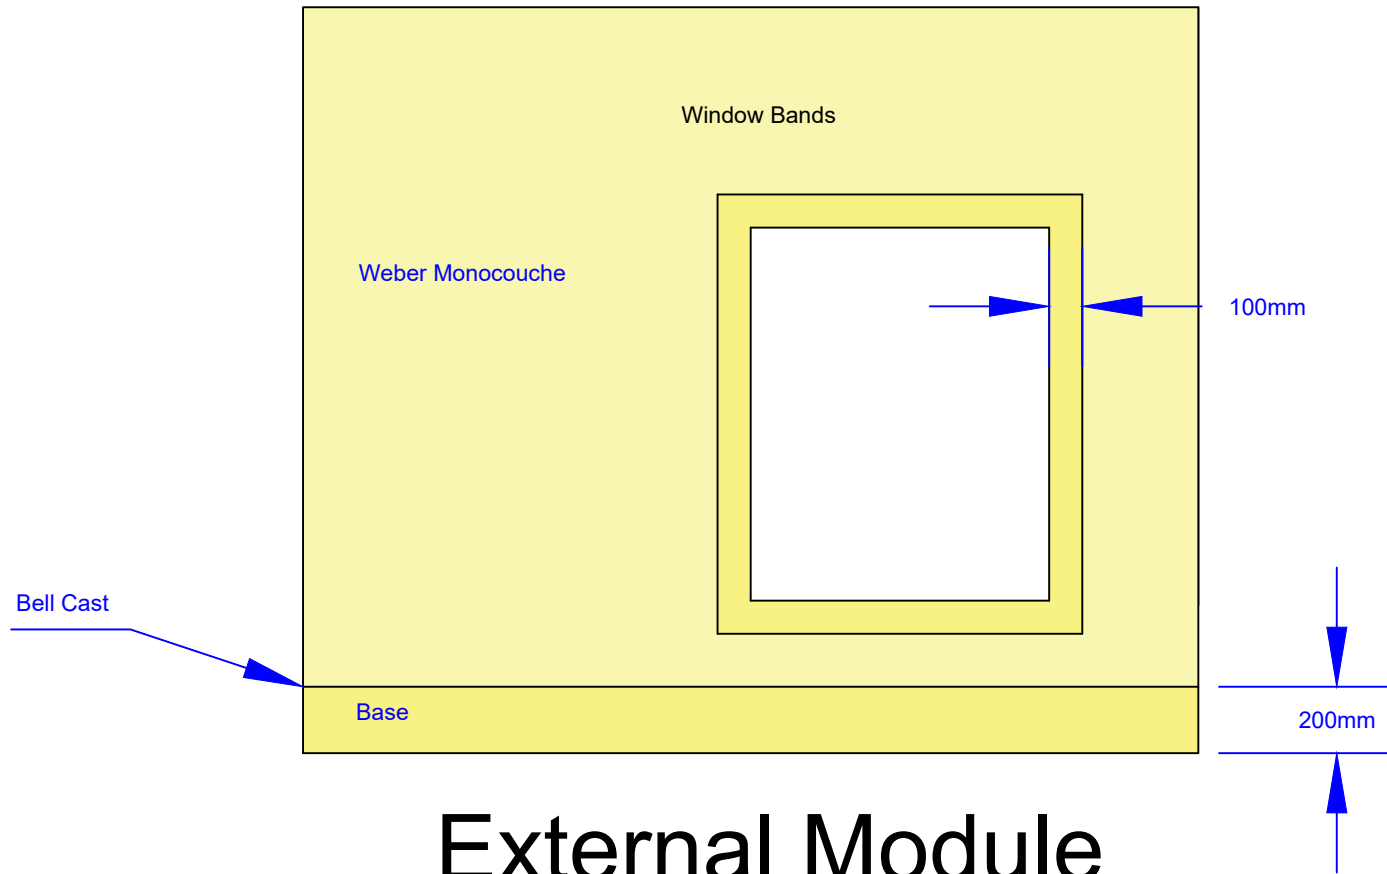 Window Bands
Weber Monocouche
100mm
Bell Cast
Base
200mm
External Module